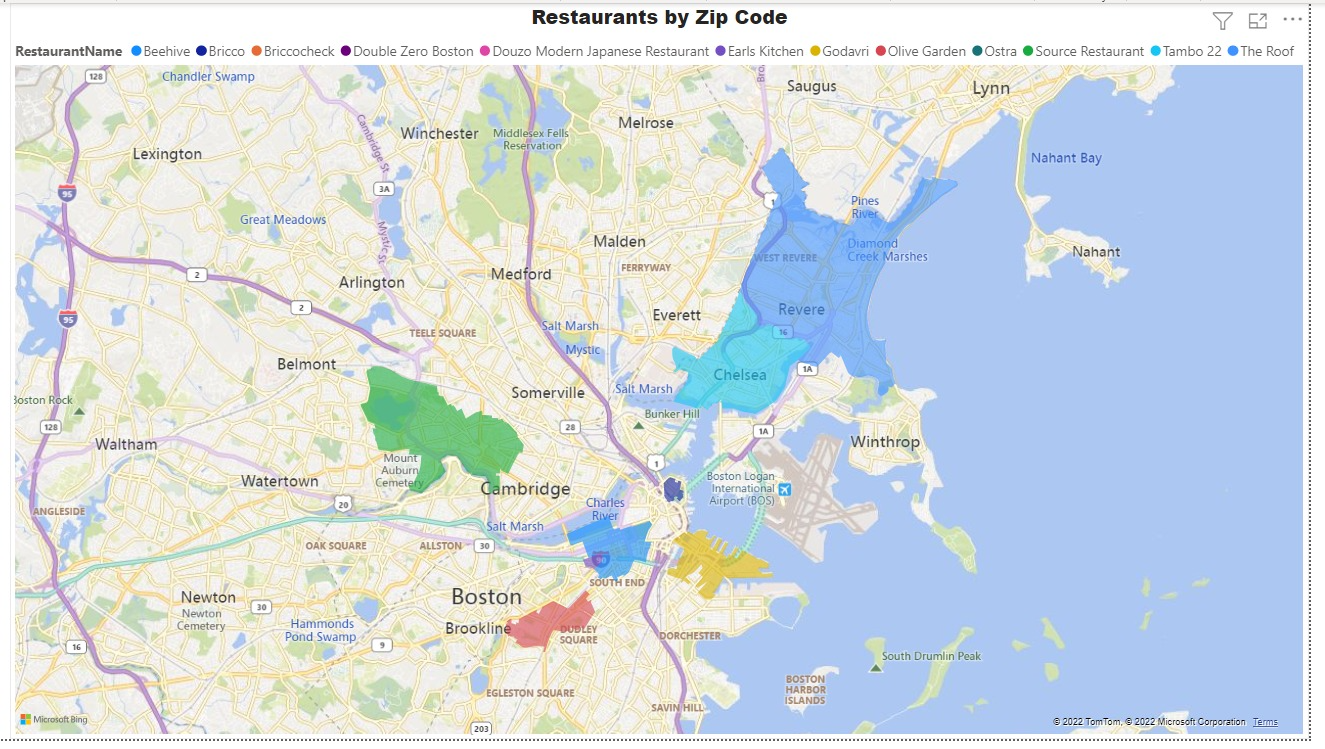 Restaurants by Zip Code
RestaurantName Beehive Bricco Briccocheck Double Zero Boston Douzo Modern Japanese Restaurant Earls Kitchen Godavri Olive Garden Ostra Source Restaurant Tambo 22 The Roof
128
Chandler Swamp
Bro
Saugus
Lynn
Cambridge St
Winchester
Middlesex Fells
Reservation
Melrose
Lexington
Nahant Bay
95
3A
1
Pines
River
Great Meadows
Mystic St
Malden
Diamond
Creek Marshes
Nahant
WEST REVERE
FERRYWAY
2
Medford
Arlington
2
Revere
Everett
95
Salt Marsh
TEELE SQUARE
16
Mystic
Belmont
1A
Chelsea
Somerville
Salt Marsh
Boston Rock
Bunker Hill
128
28
1A
Waltham
Winthrop
Mount
Auburn
Cemetery
1
Watertown
Cambridge
Boston Logan
International
Airport (BOS)
20
Charles
River
ANGLESIDE
Salt Marsh
OAK SQUARE
ALLSTON
30
90
SOUTH END
Newton
Boston
30
Newton
Cemetery
Hammonds
Pond Swamp
Brookline
DUDLEY
SQUARE
DORCHESTER
16
9
South Drumlin Peak
BOSTON
HARBOR
ISLANDS
EGLESTON SQUARE
SAVIN HILL
Microsoft Bing
203
© 2022 TomTom, © 2022 Microsoft Corporation Terms